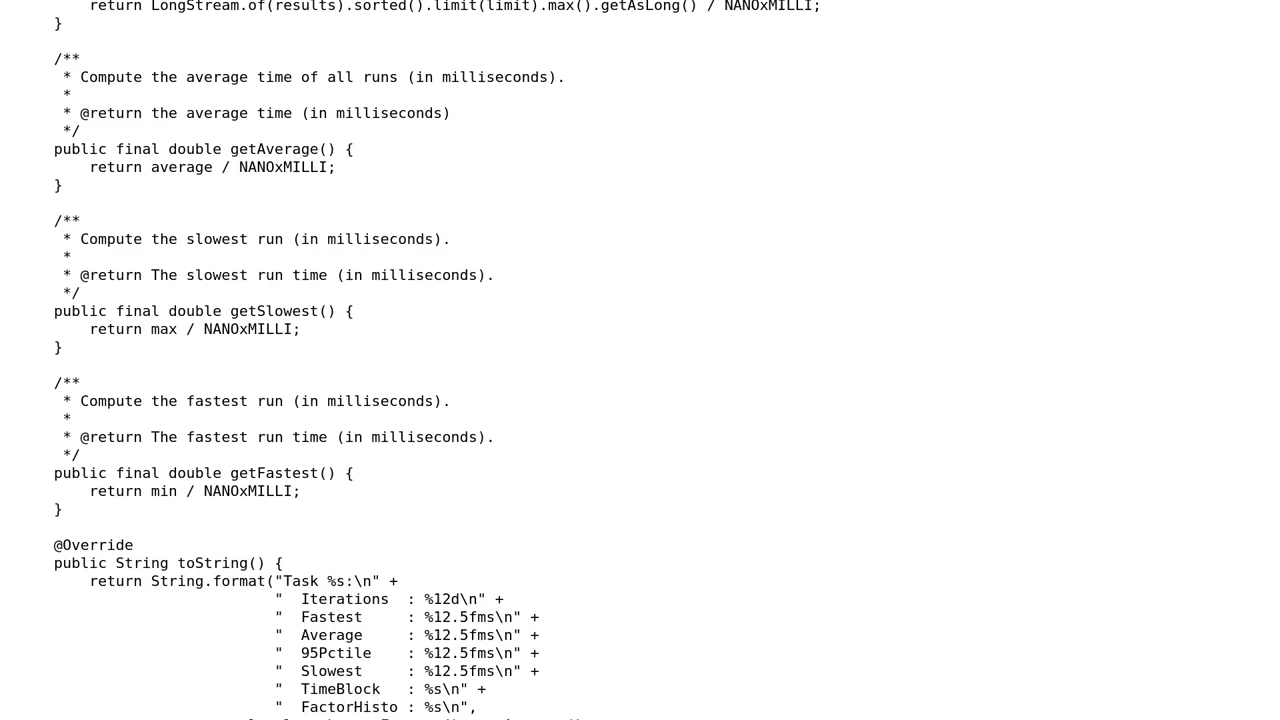 return LongStream.of(results).sorted().limit(limit).max().getAsLong() / NANOxMILLI;
    }

    /**
     * Compute the average time of all runs (in milliseconds).
     *
     * @return the average time (in milliseconds)
     */
    public final double getAverage() {
        return average / NANOxMILLI;
    }

    /**
     * Compute the slowest run (in milliseconds).
     *
     * @return The slowest run time (in milliseconds).
     */
    public final double getSlowest() {
        return max / NANOxMILLI;
    }

    /**
     * Compute the fastest run (in milliseconds).
     *
     * @return The fastest run time (in milliseconds).
     */
    public final double getFastest() {
        return min / NANOxMILLI;
    }

    @Override
    public String toString() {
        return String.format("Task %s:\n" +
                             "  Iterations  : %12d\n" +
                             "  Fastest     : %12.5fms\n" +
                             "  Average     : %12.5fms\n" +
                             "  95Pctile    : %12.5fms\n" +
                             "  Slowest     : %12.5fms\n" +
                             "  TimeBlock   : %s\n" +
                             "  FactorHisto : %s\n",